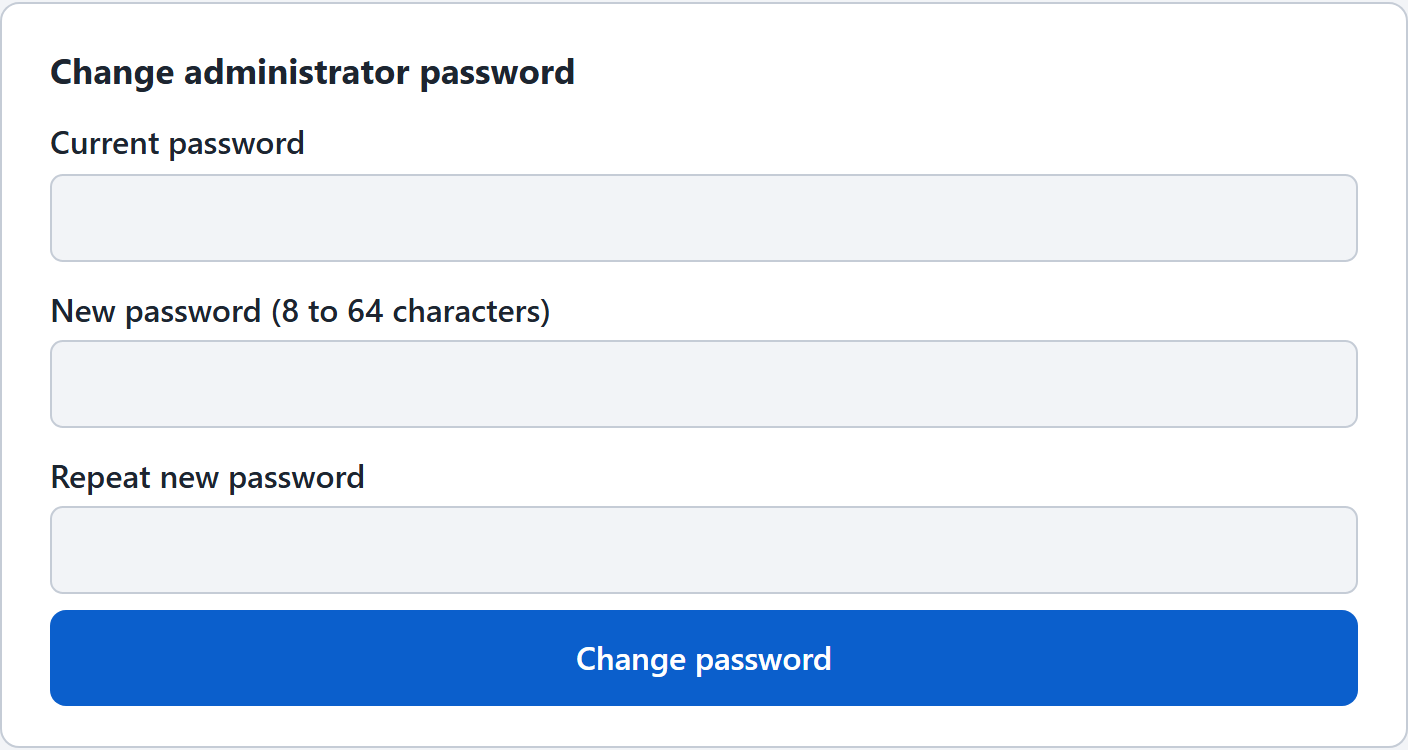 Change administrator password
Current password
New password (8 to 64 characters)
Repeat new password
Change password